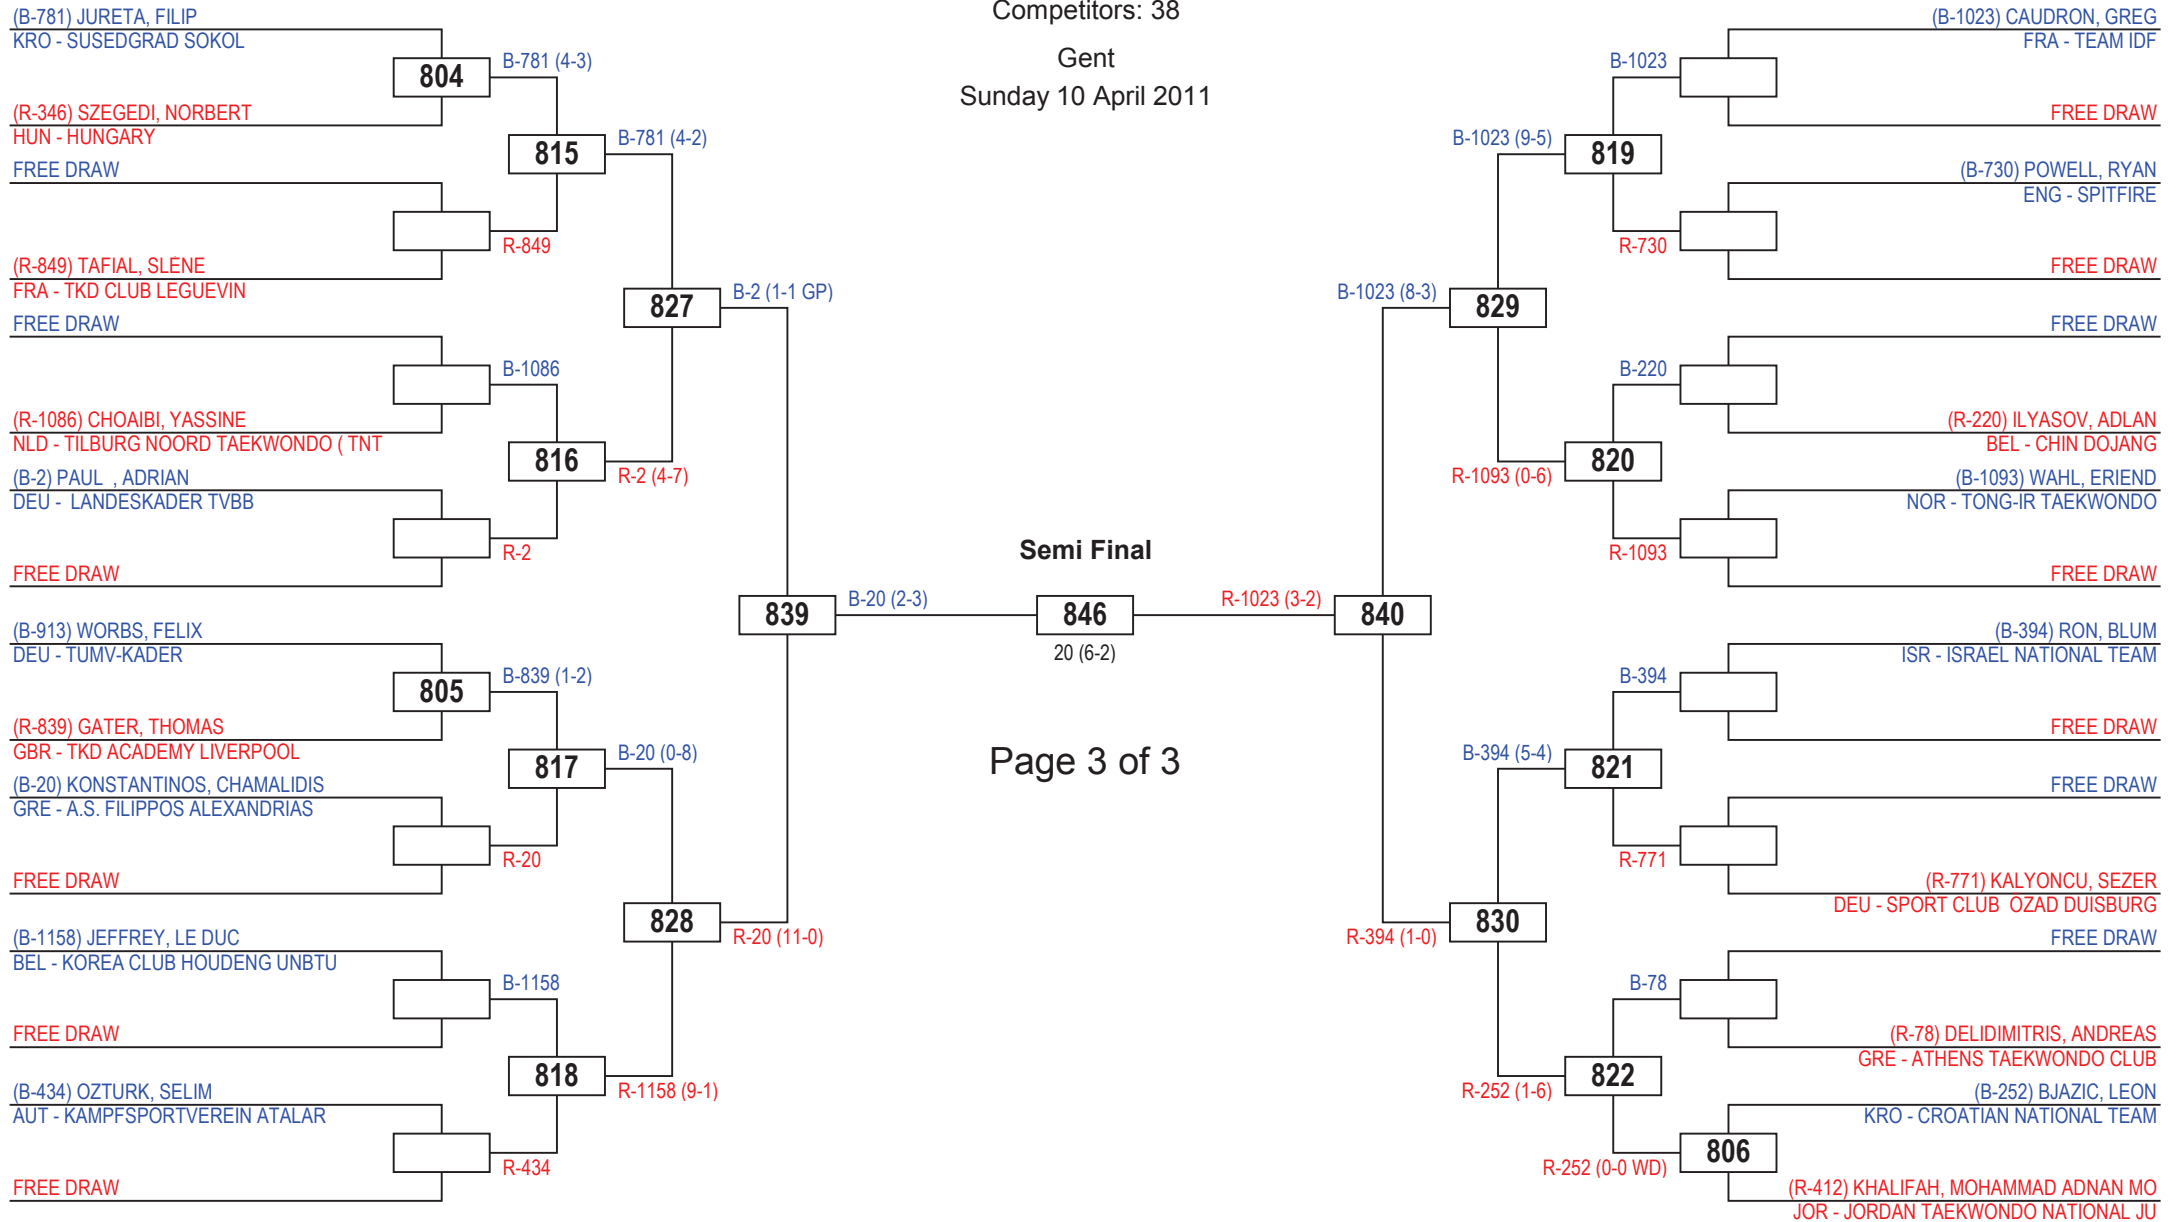 Competitors: 38
Gent
Sunday 10 April 2011
(B-781) JURETA, FILIP
KRO - SUSEDGRAD SOKOL
804
B-781 (4-3)
(R-346) SZEGEDI, NORBERT
HUN - HUNGARY
815
B-781 (4-2)
FREE DRAW
R-849
(R-849) TAFIAL, SLENE
FRA - TKD CLUB LEGUEVIN
827
B-2 (1-1 GP)
FREE DRAW
B-1086
(R-1086) CHOAIBI, YASSINE
NLD - TILBURG NOORD TAEKWONDO ( TNT
816
R-2 (4-7)
(B-2) PAUL , ADRIAN
DEU - LANDESKADER TVBB
R-2
FREE DRAW
839
B-20 (2-3)
(B-913) WORBS, FELIX
DEU - TUMV-KADER
805
B-839 (1-2)
(R-839) GATER, THOMAS
GBR - TKD ACADEMY LIVERPOOL
817
B-20 (0-8)
(B-20) KONSTANTINOS, CHAMALIDIS
GRE - A.S. FILIPPOS ALEXANDRIAS
R-20
FREE DRAW
828
R-20 (11-0)
(B-1158) JEFFREY, LE DUC
BEL - KOREA CLUB HOUDENG UNBTU
B-1158
FREE DRAW
818
R-1158 (9-1)
(B-434) OZTURK, SELIM
AUT - KAMPFSPORTVEREIN ATALAR
R-434
FREE DRAW
Semi Final
846
20 (6-2)
Page 3 of 3
(B-1023) CAUDRON, GREG
FRA - TEAM IDF
B-1023
FREE DRAW
B-1023 (9-5)
819
(B-730) POWELL, RYAN
ENG - SPITFIRE
R-730
FREE DRAW
B-1023 (8-3)
829
FREE DRAW
B-220
(R-220) ILYASOV, ADLAN
BEL - CHIN DOJANG
R-1093 (0-6)
820
(B-1093) WAHL, ERIEND
NOR - TONG-IR TAEKWONDO
R-1093
FREE DRAW
R-1023 (3-2)
840
(B-394) RON, BLUM
ISR - ISRAEL NATIONAL TEAM
B-394
FREE DRAW
B-394 (5-4)
821
FREE DRAW
R-771
(R-771) KALYONCU, SEZER
DEU - SPORT CLUB OZAD DUISBURG
R-394 (1-0)
830
FREE DRAW
B-78
(R-78) DELIDIMITRIS, ANDREAS
GRE - ATHENS TAEKWONDO CLUB
R-252 (1-6)
822
(B-252) BJAZIC, LEON
KRO - CROATIAN NATIONAL TEAM
R-252 (0-0 WD)
806
(R-412) KHALIFAH, MOHAMMAD ADNAN MO
JOR - JORDAN TAEKWONDO NATIONAL JU